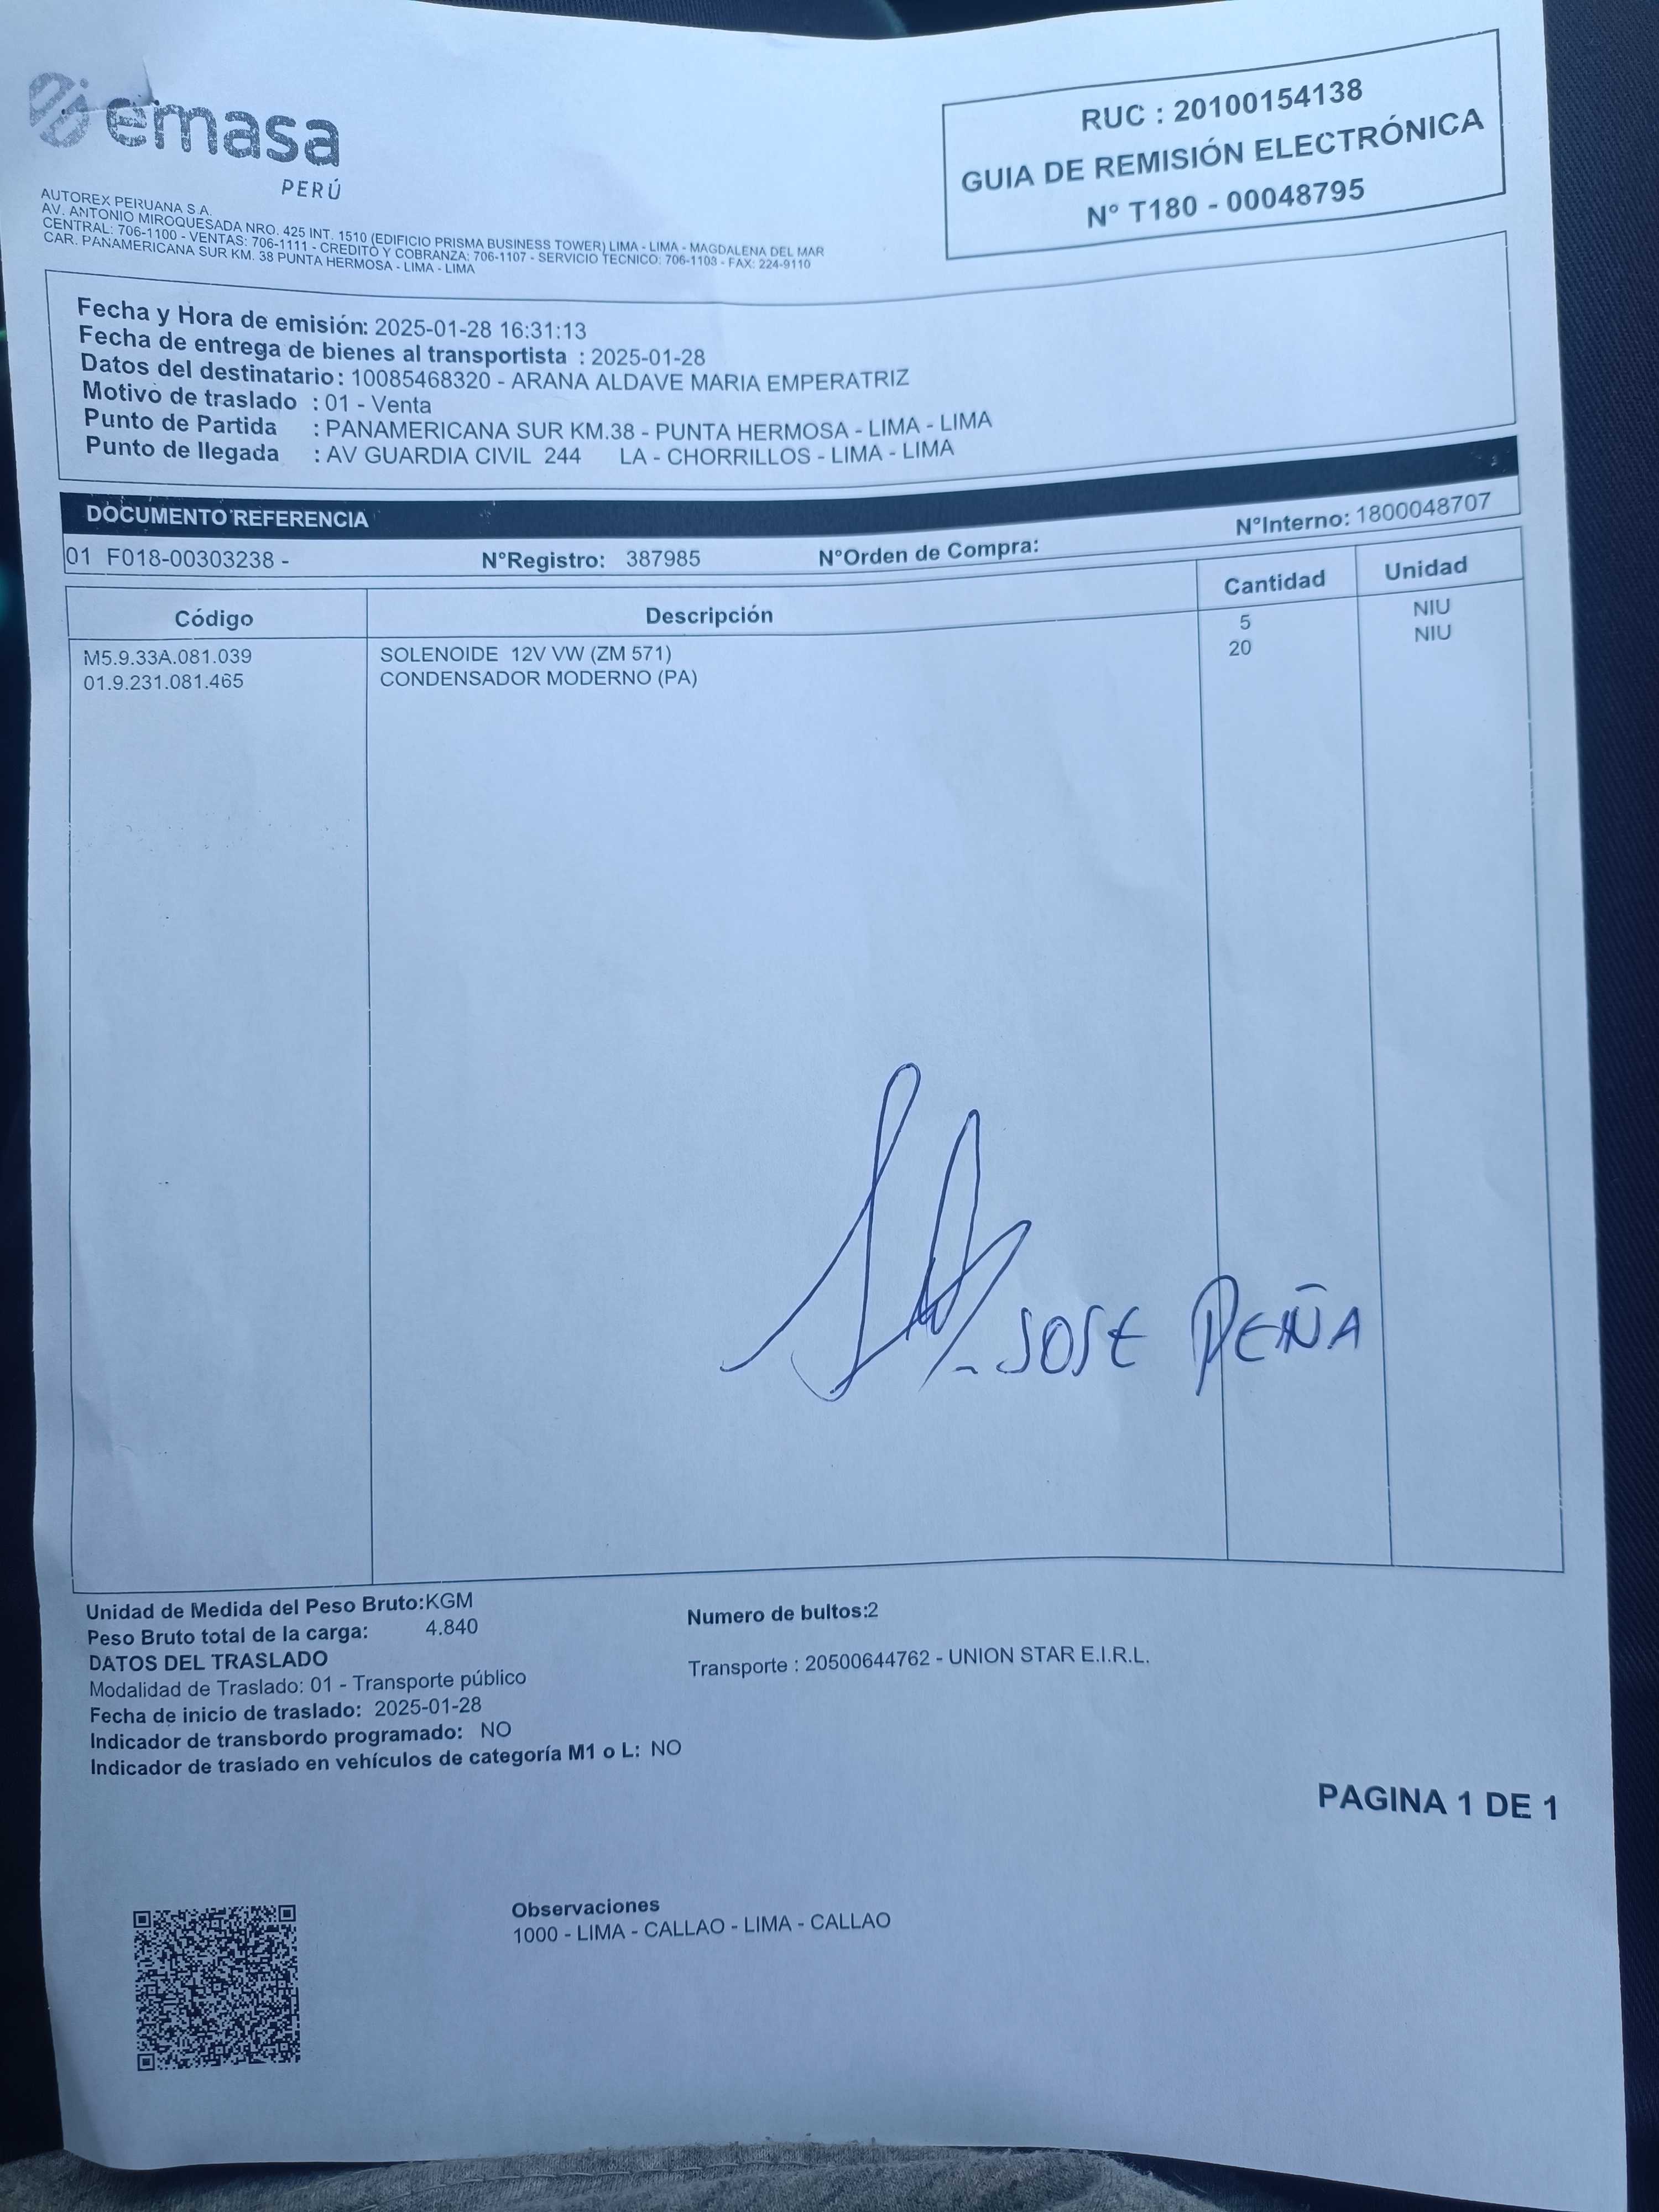 emasa
PERÚ
AUTOREX PERUANA S A.
AV. ANTONIO MIROQUESADA NRO. 425 INT. 1510 (EDIFICIO PRISMA BUSINESS TOWER) LIMA - LIMA - MAGDALENA DEL MAR
CENTRAL: 706-1100 - VENTAS: 706-1111 - CREDITO Y COBRANZA: 706-1107 - SERVICIO TECNICO: 706-1103 - FAX: 224-9110
CAR. PANAMERICANA SUR KM. 38 PUNTA HERMOSA - LIMA - LIMA
RUC : 20100154138
GUIA DE REMISIÓN ELECTRÓNICA
N° T180 - 00048795
Fecha y Hora de emisión: 2025-01-28 16:31:13
Fecha de entrega de bienes al transportista : 2025-01-28
Datos del destinatario : 10085468320 - ARANA ALDAVE MARIA EMPERATRIZ
Motivo de traslado : 01 - Venta
Punto de Partida : PANAMERICANA SUR KM.38 - PUNTA HERMOSA - LIMA - LIMA
Punto de llegada : AV GUARDIA CIVIL 244 LA - CHORRILLOS - LIMA - LIMA
DOCUMENTO REFERENCIA
N°Interno: 1800048707
01 F018-00303238 - N°Registro: 387985 N°Orden de Compra:
Código Descripción Cantidad Unidad
M5.9.33A.081.039 SOLENOIDE 12V VW (ZM 571) 5 NIU
01.9.231.081.465 CONDENSADOR MODERNO (PA) 20 NIU
- JOSE PEÑA
Unidad de Medida del Peso Bruto:KGM
Peso Bruto total de la carga: 4.840
Numero de bultos:2
DATOS DEL TRASLADO
Modalidad de Traslado: 01 - Transporte público
Transporte : 20500644762 - UNION STAR E.I.R.L.
Fecha de inicio de traslado: 2025-01-28
Indicador de transbordo programado: NO
Indicador de traslado en vehículos de categoría M1 o L: NO
PAGINA 1 DE 1
Observaciones
1000 - LIMA - CALLAO - LIMA - CALLAO